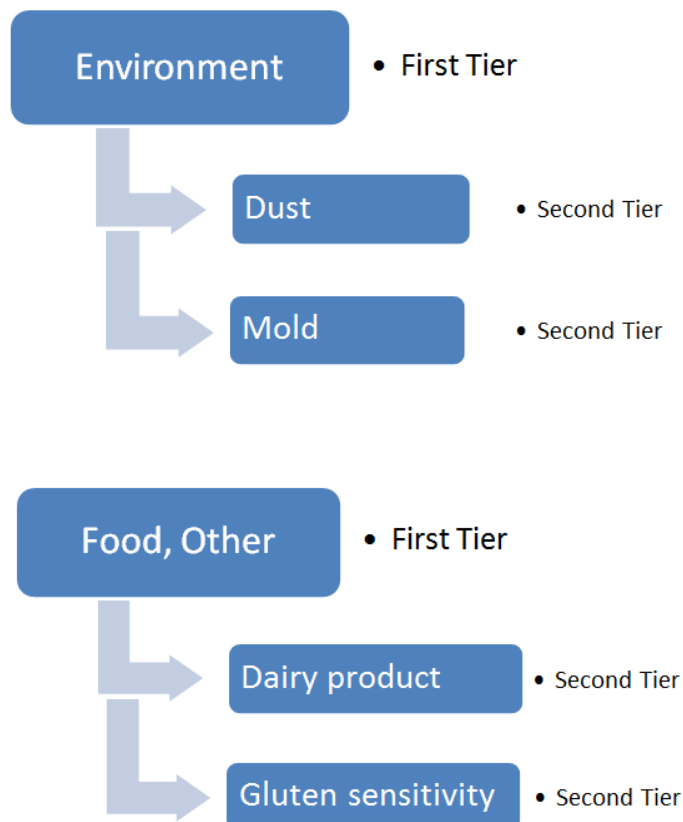 Environment
• First Tier
Dust
• Second Tier
Mold
• Second Tier
Food, Other
• First Tier
Dairy product
• Second Tier
Gluten sensitivity
• Second Tier